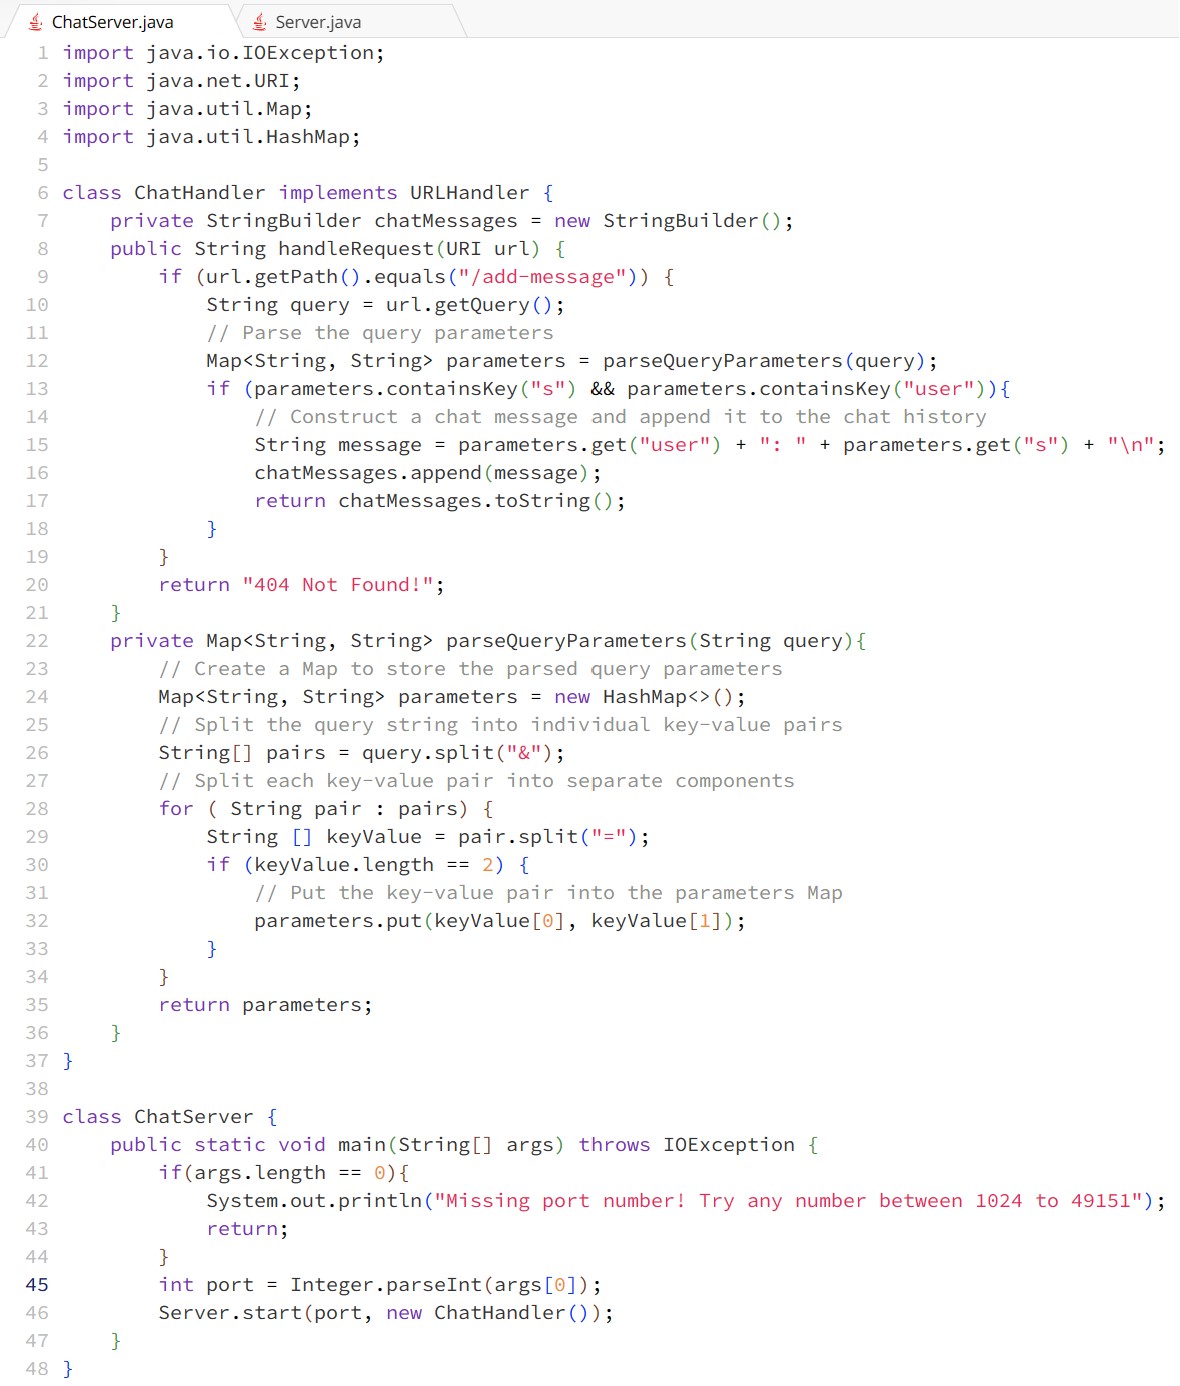 ChatServer.java Server.java
1 import java.io.IOException;
2 import java.net.URI;
3 import java.util.Map;
4 import java.util.HashMap;
5
6 class ChatHandler implements URLHandler {
7     private StringBuilder chatMessages = new StringBuilder();
8     public String handleRequest(URI url) {
9         if (url.getPath().equals("/add-message")) {
10             String query = url.getQuery();
11             // Parse the query parameters
12             Map<String, String> parameters = parseQueryParameters(query);
13             if (parameters.containsKey("s") && parameters.containsKey("user")){
14                 // Construct a chat message and append it to the chat history
15                 String message = parameters.get("user") + ": " + parameters.get("s") + "\n";
16                 chatMessages.append(message);
17                 return chatMessages.toString();
18             }
19         }
20         return "404 Not Found!";
21     }
22     private Map<String, String> parseQueryParameters(String query){
23         // Create a Map to store the parsed query parameters
24         Map<String, String> parameters = new HashMap<>();
25         // Split the query string into individual key-value pairs
26         String[] pairs = query.split("&");
27         // Split each key-value pair into separate components
28         for ( String pair : pairs) {
29             String [] keyValue = pair.split("=");
30             if (keyValue.length == 2) {
31                 // Put the key-value pair into the parameters Map
32                 parameters.put(keyValue[0], keyValue[1]);
33             }
34         }
35         return parameters;
36     }
37 }
38
39 class ChatServer {
40     public static void main(String[] args) throws IOException {
41         if(args.length == 0){
42             System.out.println("Missing port number! Try any number between 1024 to 49151");
43             return;
44         }
45         int port = Integer.parseInt(args[0]);
46         Server.start(port, new ChatHandler());
47     }
48 }